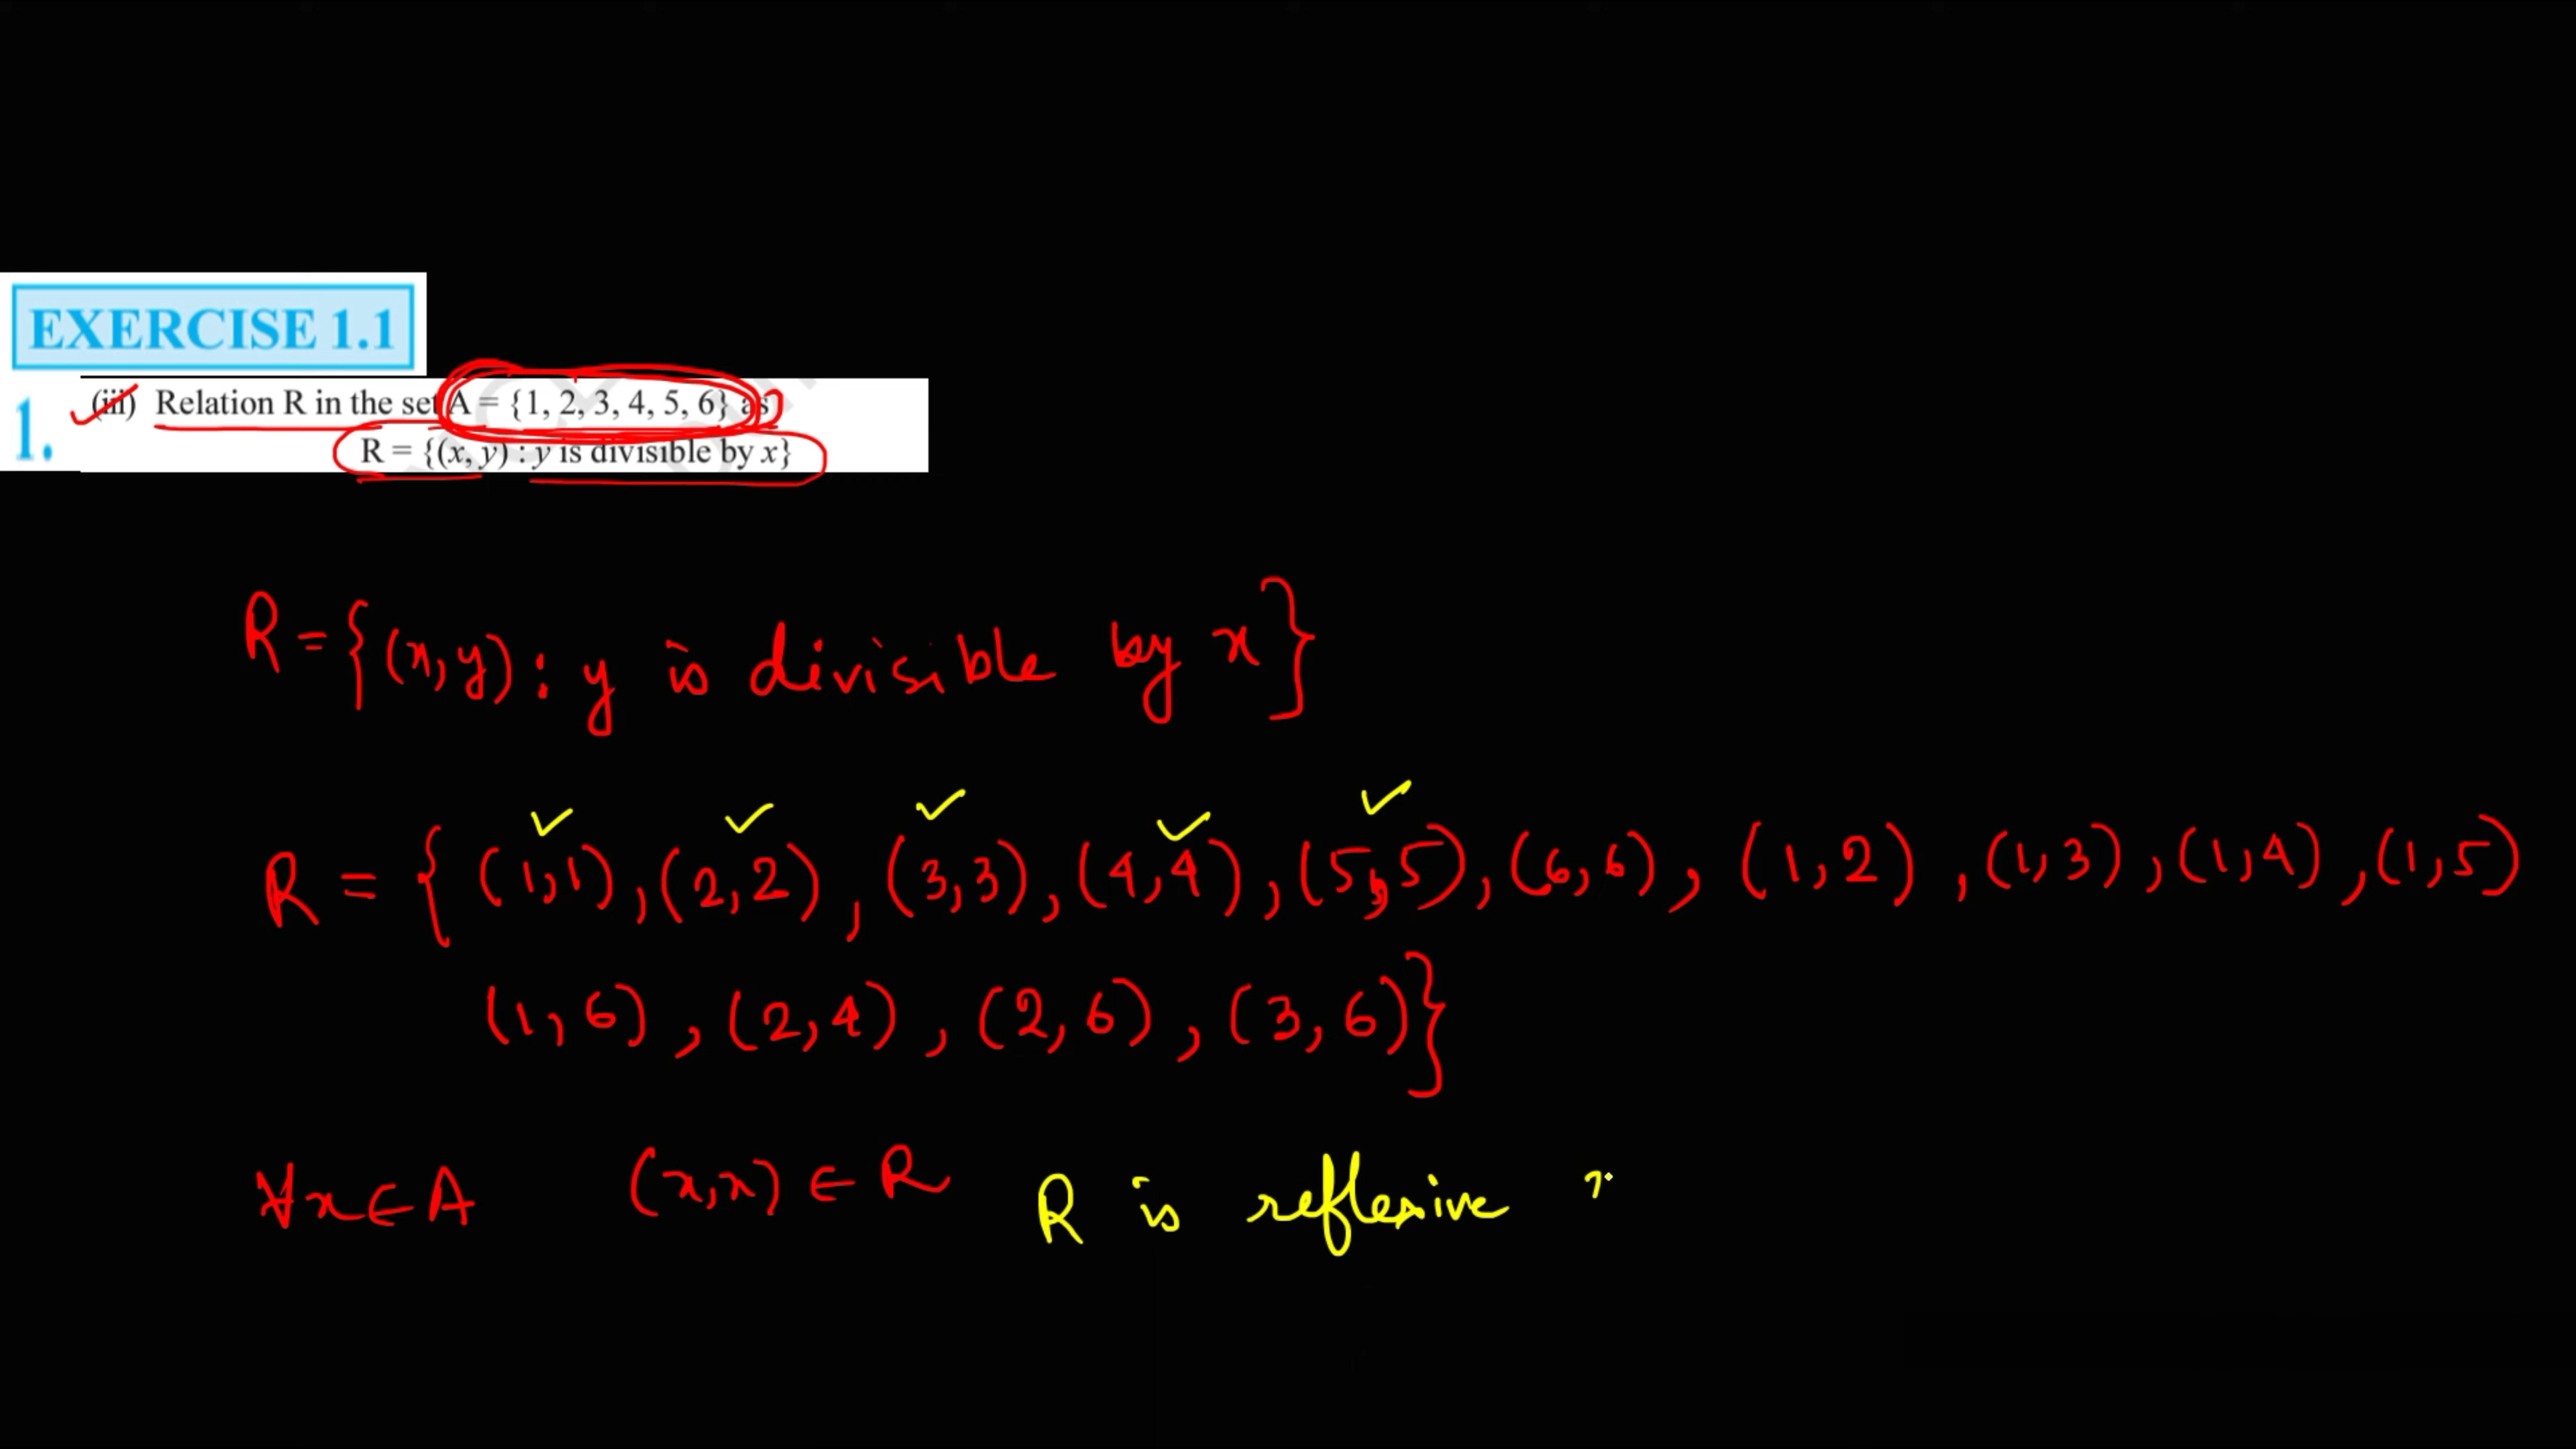 EXERCISE 1.1
1. (iii) Relation R in the set A = {1, 2, 3, 4, 5, 6} as
R = {(x, y) : y is divisible by x}
R = {(x,y) : y is divisible by x}
R = { (1,1), (2,2), (3,3), (4,4), (5,5), (6,6), (1,2), (1,3), (1,4), (1,5)
(1,6), (2,4), (2,6), (3,6)}
∀x∈A (x,x) ∈ R R is reflexive